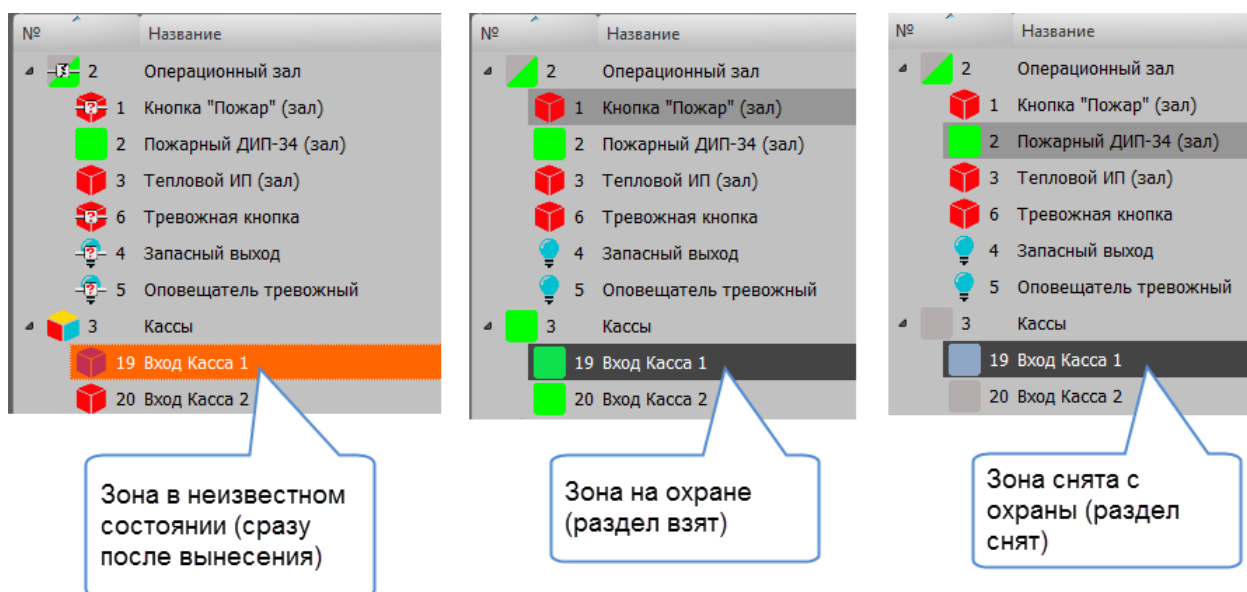 № Название
2 Операционный зал
1 Кнопка "Пожар" (зал)
2 Пожарный ДИП-34 (зал)
3 Тепловой ИП (зал)
6 Тревожная кнопка
4 Запасный выход
5 Оповещатель тревожный
3 Кассы
19 Вход Касса 1
20 Вход Касса 2
Зона в неизвестном
состоянии (сразу
после вынесения)
№ Название
2 Операционный зал
1 Кнопка "Пожар" (зал)
2 Пожарный ДИП-34 (зал)
3 Тепловой ИП (зал)
6 Тревожная кнопка
4 Запасный выход
5 Оповещатель тревожный
3 Кассы
19 Вход Касса 1
20 Вход Касса 2
Зона на охране
(раздел взят)
№ Название
2 Операционный зал
1 Кнопка "Пожар" (зал)
2 Пожарный ДИП-34 (зал)
3 Тепловой ИП (зал)
6 Тревожная кнопка
4 Запасный выход
5 Оповещатель тревожный
3 Кассы
19 Вход Касса 1
20 Вход Касса 2
Зона снята с
охраны (раздел
снят)